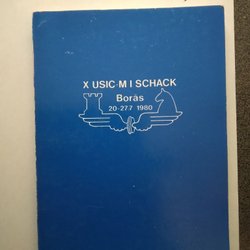 X USIC-M I SCHACK
Borås
20-27.7 1980